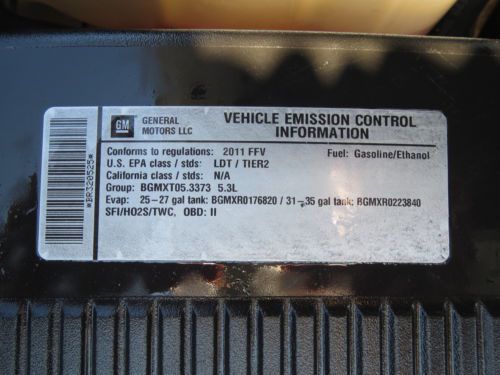 GM
GENERAL
MOTORS LLC
VEHICLE EMISSION CONTROL
INFORMATION
Conforms to regulations: 2011 FFV
Fuel: Gasoline/Ethanol
U.S. EPA class / stds: LDT / TIER2
California class / stds: N/A
Group: BGMXT05.3373 5.3L
Evap: 25-27 gal tank: BGMXR0176820 / 31-35 gal tank: BGMXR0223840
SFI/HO2S/TWC, OBD: II
*BR320525*